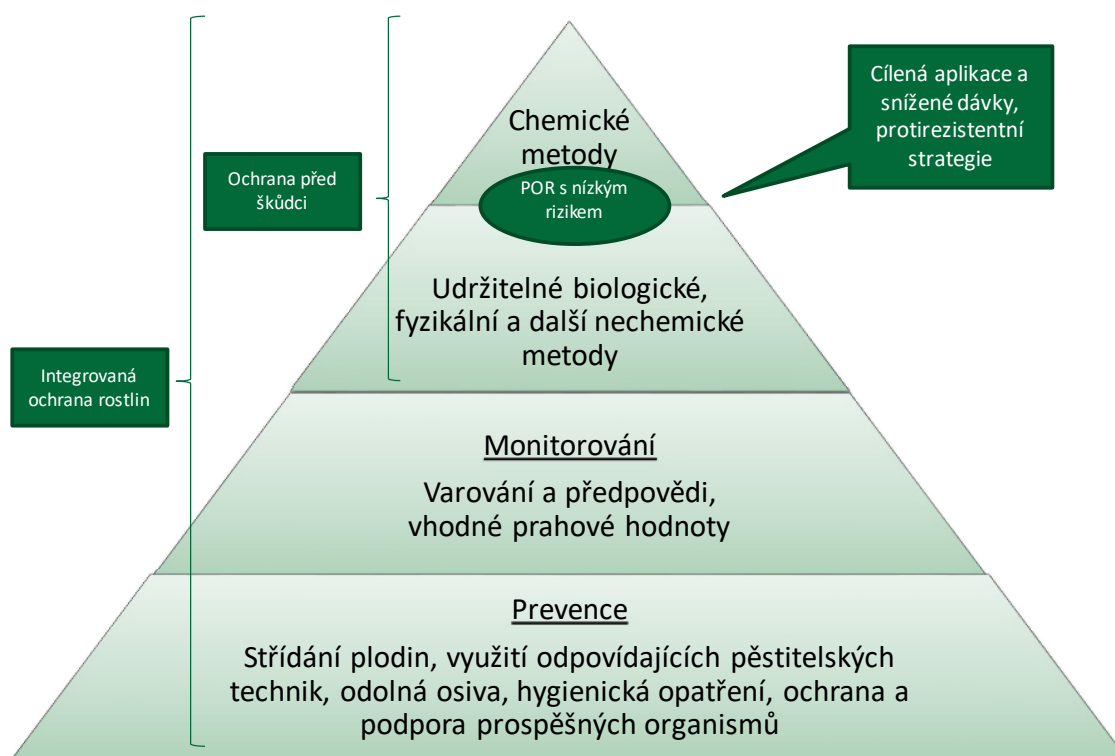 Chemické
metody
Cílená aplikace a
snížené dávky,
protirezistentní
strategie
Ochrana před
škůdci
POR s nízkým
rizikem
Udržitelné biologické,
fyzikální a další nechemické
metody
Integrovaná
ochrana rostlin
Monitorování
Varování a předpovědi,
vhodné prahové hodnoty
Prevence
Střídání plodin, využití odpovídajících pěstitelských
technik, odolná osiva, hygienická opatření, ochrana a
podpora prospěšných organismů